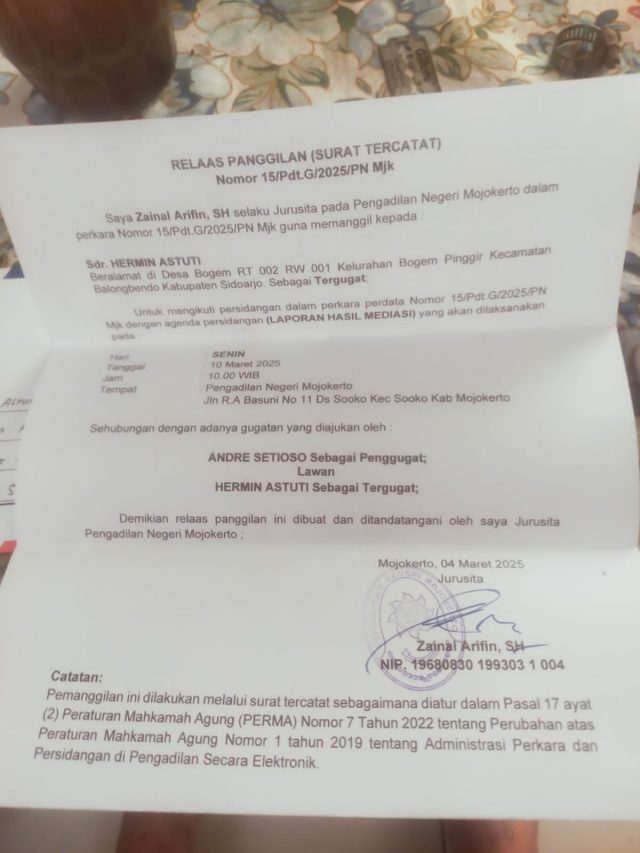 RELAAS PANGGILAN (SURAT TERCATAT)
Nomor 15/Pdt.G/2025/PN Mjk
Saya Zainal Arifin, SH selaku Jurusita pada Pengadilan Negeri Mojokerto dalam
perkara Nomor 15/Pdt.G/2025/PN Mjk guna memanggil kepada :
Sdr. HERMIN ASTUTI
Beralamat di Desa Bogem RT 002 RW 001 Kelurahan Bogem Pinggir Kecamatan
Balongbendo Kabupaten Sidoarjo. Sebagai Tergugat;
Untuk mengikuti persidangan dalam perkara perdata Nomor 15/Pdt.G/2025/PN
Mjk dengan agenda persidangan (LAPORAN HASIL MEDIASI) yang akan dilaksanakan
pada
Hari : SENIN
Tanggal : 10 Maret 2025
Jam : 10.00 WIB
Tempat : Pengadilan Negeri Mojokerto
Jln R.A Basuni No 11 Ds Sooko Kec Sooko Kab Mojokerto
Sehubungan dengan adanya gugatan yang diajukan oleh :
ANDRE SETIOSO Sebagai Penggugat;
Lawan
HERMIN ASTUTI Sebagai Tergugat;
Demikian relaas panggilan ini dibuat dan ditandatangani oleh saya Jurusita
Pengadilan Negeri Mojokerto ;
Mojokerto, 04 Maret 2025
Jurusita
Zainal Arifin, SH
NIP. 19680830 199303 1 004
Catatan:
Pemanggilan ini dilakukan melalui surat tercatat sebagaimana diatur dalam Pasal 17 ayat
(2) Peraturan Mahkamah Agung (PERMA) Nomor 7 Tahun 2022 tentang Perubahan atas
Peraturan Mahkamah Agung Nomor 1 tahun 2019 tentang Administrasi Perkara dan
Persidangan di Pengadilan Secara Elektronik.